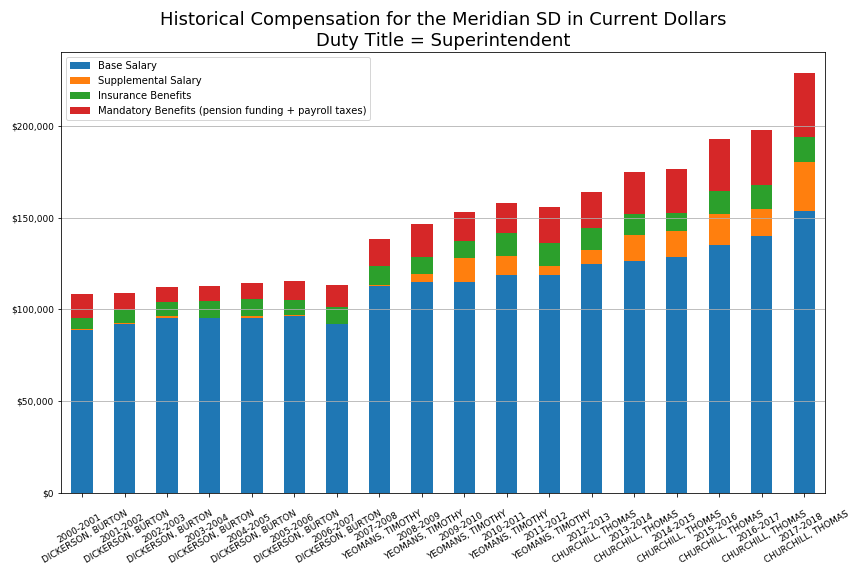 Historical Compensation for the Meridian SD in Current Dollars
Duty Title = Superintendent
Base Salary
Supplemental Salary
Insurance Benefits
Mandatory Benefits (pension funding + payroll taxes)
$200,000
$150,000
$100,000
$50,000
$0
2000-2001
DICKERSON, BURTON
2001-2002
DICKERSON, BURTON
2002-2003
DICKERSON, BURTON
2003-2004
DICKERSON, BURTON
2004-2005
DICKERSON, BURTON
2005-2006
DICKERSON, BURTON
2006-2007
DICKERSON, BURTON
2007-2008
YEOMANS, TIMOTHY
2008-2009
YEOMANS, TIMOTHY
2009-2010
YEOMANS, TIMOTHY
2010-2011
YEOMANS, TIMOTHY
2011-2012
YEOMANS, TIMOTHY
2012-2013
CHURCHILL, THOMAS
2013-2014
CHURCHILL, THOMAS
2014-2015
CHURCHILL, THOMAS
2015-2016
CHURCHILL, THOMAS
2016-2017
CHURCHILL, THOMAS
2017-2018
CHURCHILL, THOMAS